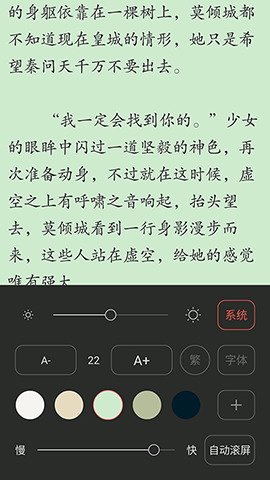 的身躯依靠在一棵树上，莫倾城都
不知道现在皇城的情形，她只是希
望秦问天千万不要出去。
“我一定会找到你的。”少女
的眼眸中闪过一道坚毅的神色，再
次准备动身，不过就在这时候，虚
空之上有呼啸之音响起，抬头望
去，莫倾城看到一行身影漫步而
来，这些人站在虚空，给她的感觉
唯有强大
系统
A- 22 A+ 繁 字体
慢 快 自动滚屏